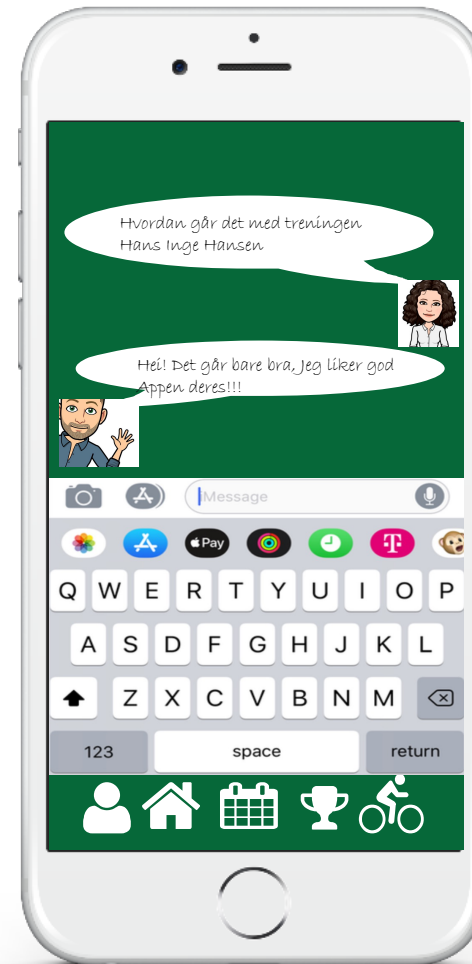 Hvordan går det med treningen
Hans Inge Hansen
Hei! Det går bare bra, Jeg liker god
Appen deres!!!
Message
Pay
T
Q W E R T Y U I O P
A S D F G H J K L
Z X C V B N M
123 space return